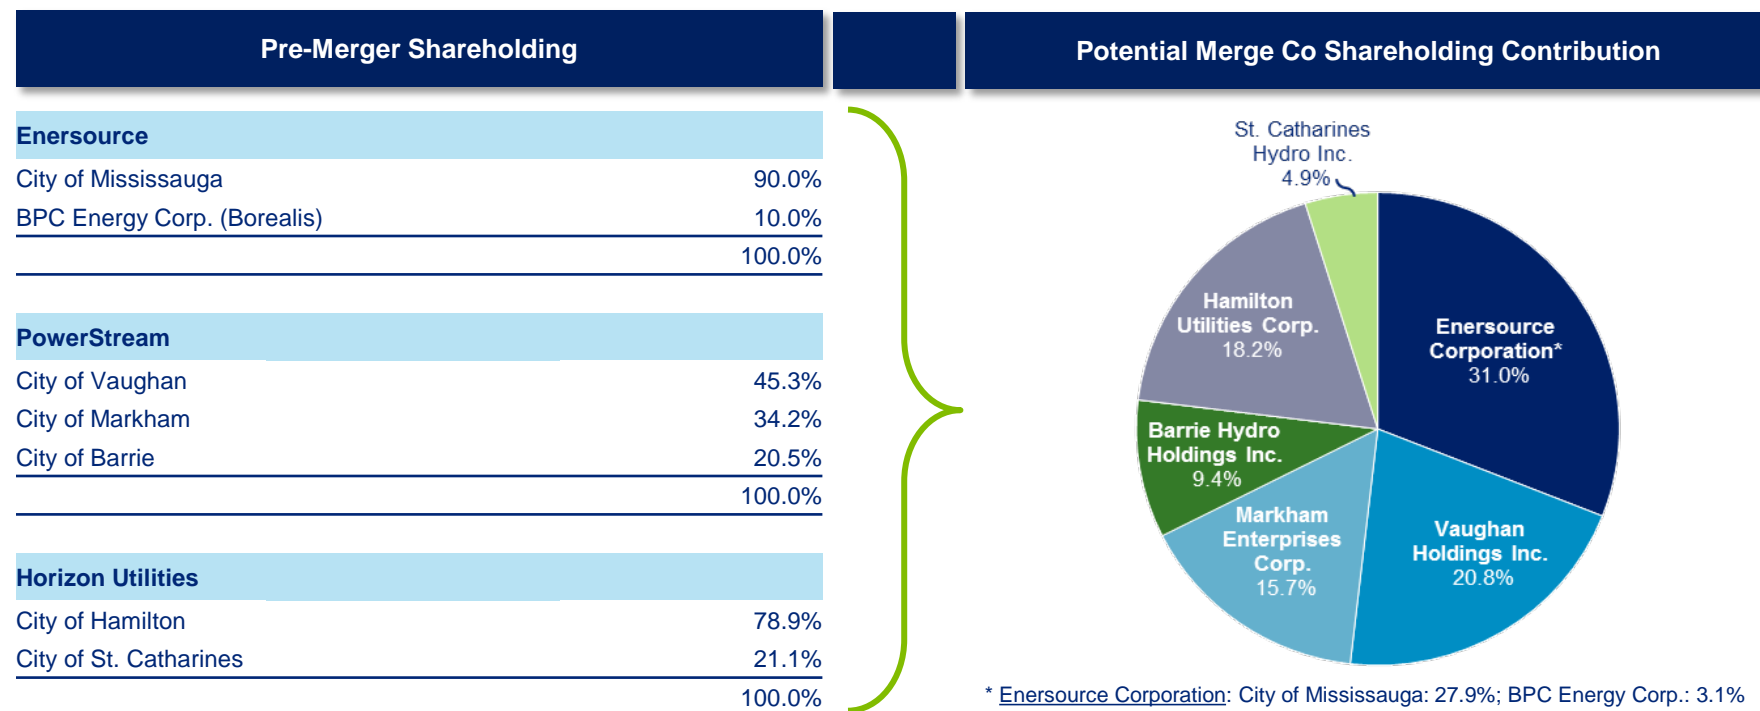 Pre-Merger Shareholding
Potential Merge Co Shareholding Contribution
Enersource
City of Mississauga 90.0%
BPC Energy Corp. (Borealis) 10.0%
100.0%
PowerStream
City of Vaughan 45.3%
City of Markham 34.2%
City of Barrie 20.5%
100.0%
Horizon Utilities
City of Hamilton 78.9%
City of St. Catharines 21.1%
100.0%
St. Catharines
Hydro Inc.
4.9%
Enersource
Corporation*
31.0%
Vaughan
Holdings Inc.
20.8%
Markham
Enterprises
Corp.
15.7%
Barrie Hydro
Holdings Inc.
9.4%
Hamilton
Utilities Corp.
18.2%
* Enersource Corporation: City of Mississauga: 27.9%; BPC Energy Corp.: 3.1%